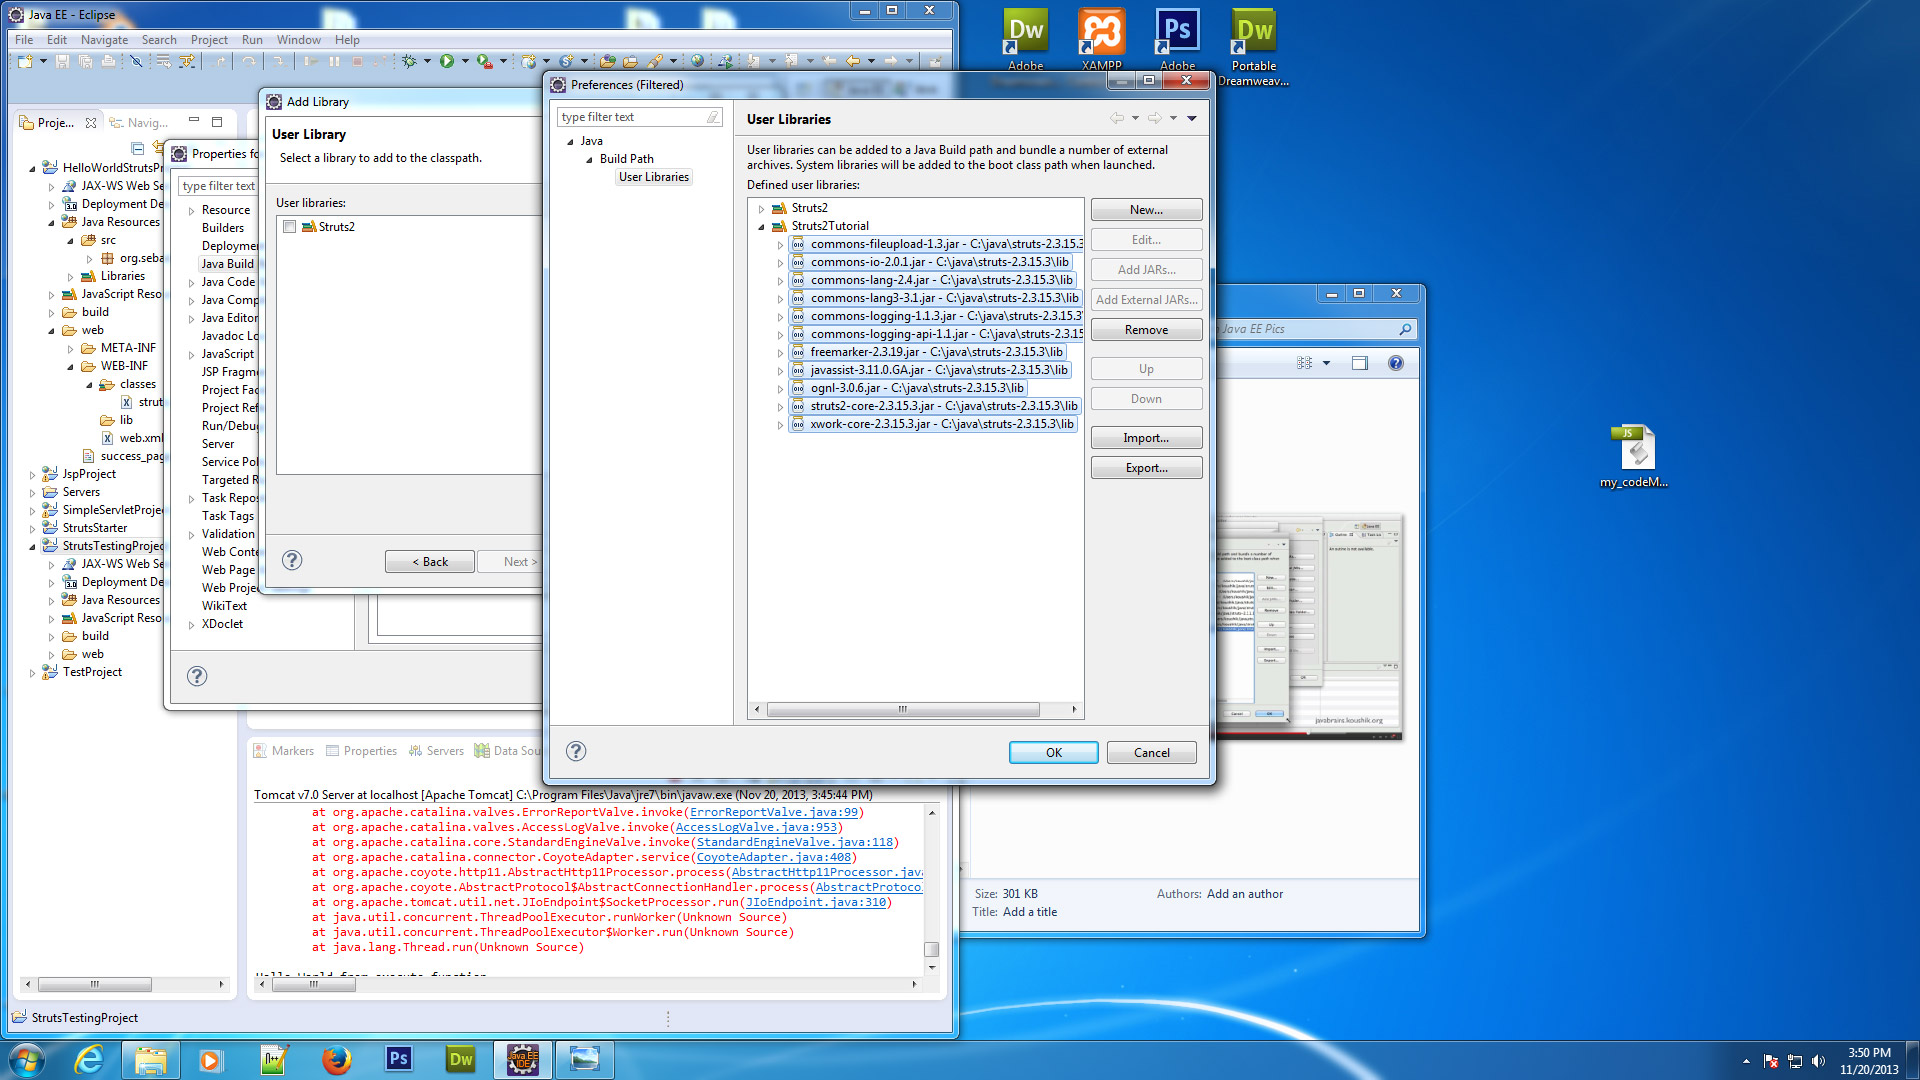 Java EE - Eclipse
File Edit Navigate Search Project Run Window Help
Proje... Navig...
HelloWorldStrutsPr
JAX-WS Web Se
Deployment De
Java Resources
src
org.seba
Libraries
JavaScript Reso
build
web
META-INF
WEB-INF
classes
strut
lib
web.xml
success_pag
JspProject
Servers
SimpleServletProjec
StrutsStarter
StrutsTestingProjec
JAX-WS Web Se
Deployment De
Java Resources
JavaScript Reso
build
web
TestProject
StrutsTestingProject
Properties fo
type filter text
Resource
Builders
Deployme
Java Build
Java Code
Java Comp
Java Editor
Javadoc Lo
JavaScript
JSP Fragm
Project Fac
Project Ref
Run/Debu
Server
Service Pol
Targeted R
Task Repos
Task Tags
Validation
Web Conte
Web Page
Web Proje
WikiText
XDoclet
Add Library
User Library
Select a library to add to the classpath.
User libraries:
Struts2
< Back Next >
Preferences (Filtered)
type filter text
Java
Build Path
User Libraries
User Libraries
User libraries can be added to a Java Build path and bundle a number of external
archives. System libraries will be added to the boot class path when launched.
Defined user libraries:
Struts2
Struts2Tutorial
commons-fileupload-1.3.jar - C:\java\struts-2.3.15.3
commons-io-2.0.1.jar - C:\java\struts-2.3.15.3\lib
commons-lang-2.4.jar - C:\java\struts-2.3.15.3\lib
commons-lang3-3.1.jar - C:\java\struts-2.3.15.3\lib
commons-logging-1.1.3.jar - C:\java\struts-2.3.15.3\
commons-logging-api-1.1.jar - C:\java\struts-2.3.15
freemarker-2.3.19.jar - C:\java\struts-2.3.15.3\lib
javassist-3.11.0.GA.jar - C:\java\struts-2.3.15.3\lib
ognl-3.0.6.jar - C:\java\struts-2.3.15.3\lib
struts2-core-2.3.15.3.jar - C:\java\struts-2.3.15.3\lib
xwork-core-2.3.15.3.jar - C:\java\struts-2.3.15.3\lib
New...
Edit...
Add JARs...
Add External JARs...
Remove
Up
Down
Import...
Export...
OK Cancel
Markers Properties Servers Data Sou
Tomcat v7.0 Server at localhost [Apache Tomcat] C:\Program Files\Java\jre7\bin\javaw.exe (Nov 20, 2013, 3:45:44 PM)
at org.apache.catalina.valves.ErrorReportValve.invoke(ErrorReportValve.java:99)
at org.apache.catalina.valves.AccessLogValve.invoke(AccessLogValve.java:953)
at org.apache.catalina.core.StandardEngineValve.invoke(StandardEngineValve.java:118)
at org.apache.catalina.connector.CoyoteAdapter.service(CoyoteAdapter.java:408)
at org.apache.coyote.http11.AbstractHttp11Processor.process(AbstractHttp11Processor.java
at org.apache.coyote.AbstractProtocol$AbstractConnectionHandler.process(AbstractProtoco
at org.apache.tomcat.util.net.JIoEndpoint$SocketProcessor.run(JIoEndpoint.java:310)
at java.util.concurrent.ThreadPoolExecutor.runWorker(Unknown Source)
at java.util.concurrent.ThreadPoolExecutor$Worker.run(Unknown Source)
at java.lang.Thread.run(Unknown Source)
Hello World from execute function
Dw Ps Dw
Adobe XAMPP Adobe Portable
Dreamweav...
Java EE Pics
javabrains.koushik.org
Size: 301 KB Authors: Add an author
Title: Add a title
JS
my_codeM...
Ps Dw Java EE IDE
3:50 PM
11/20/2013